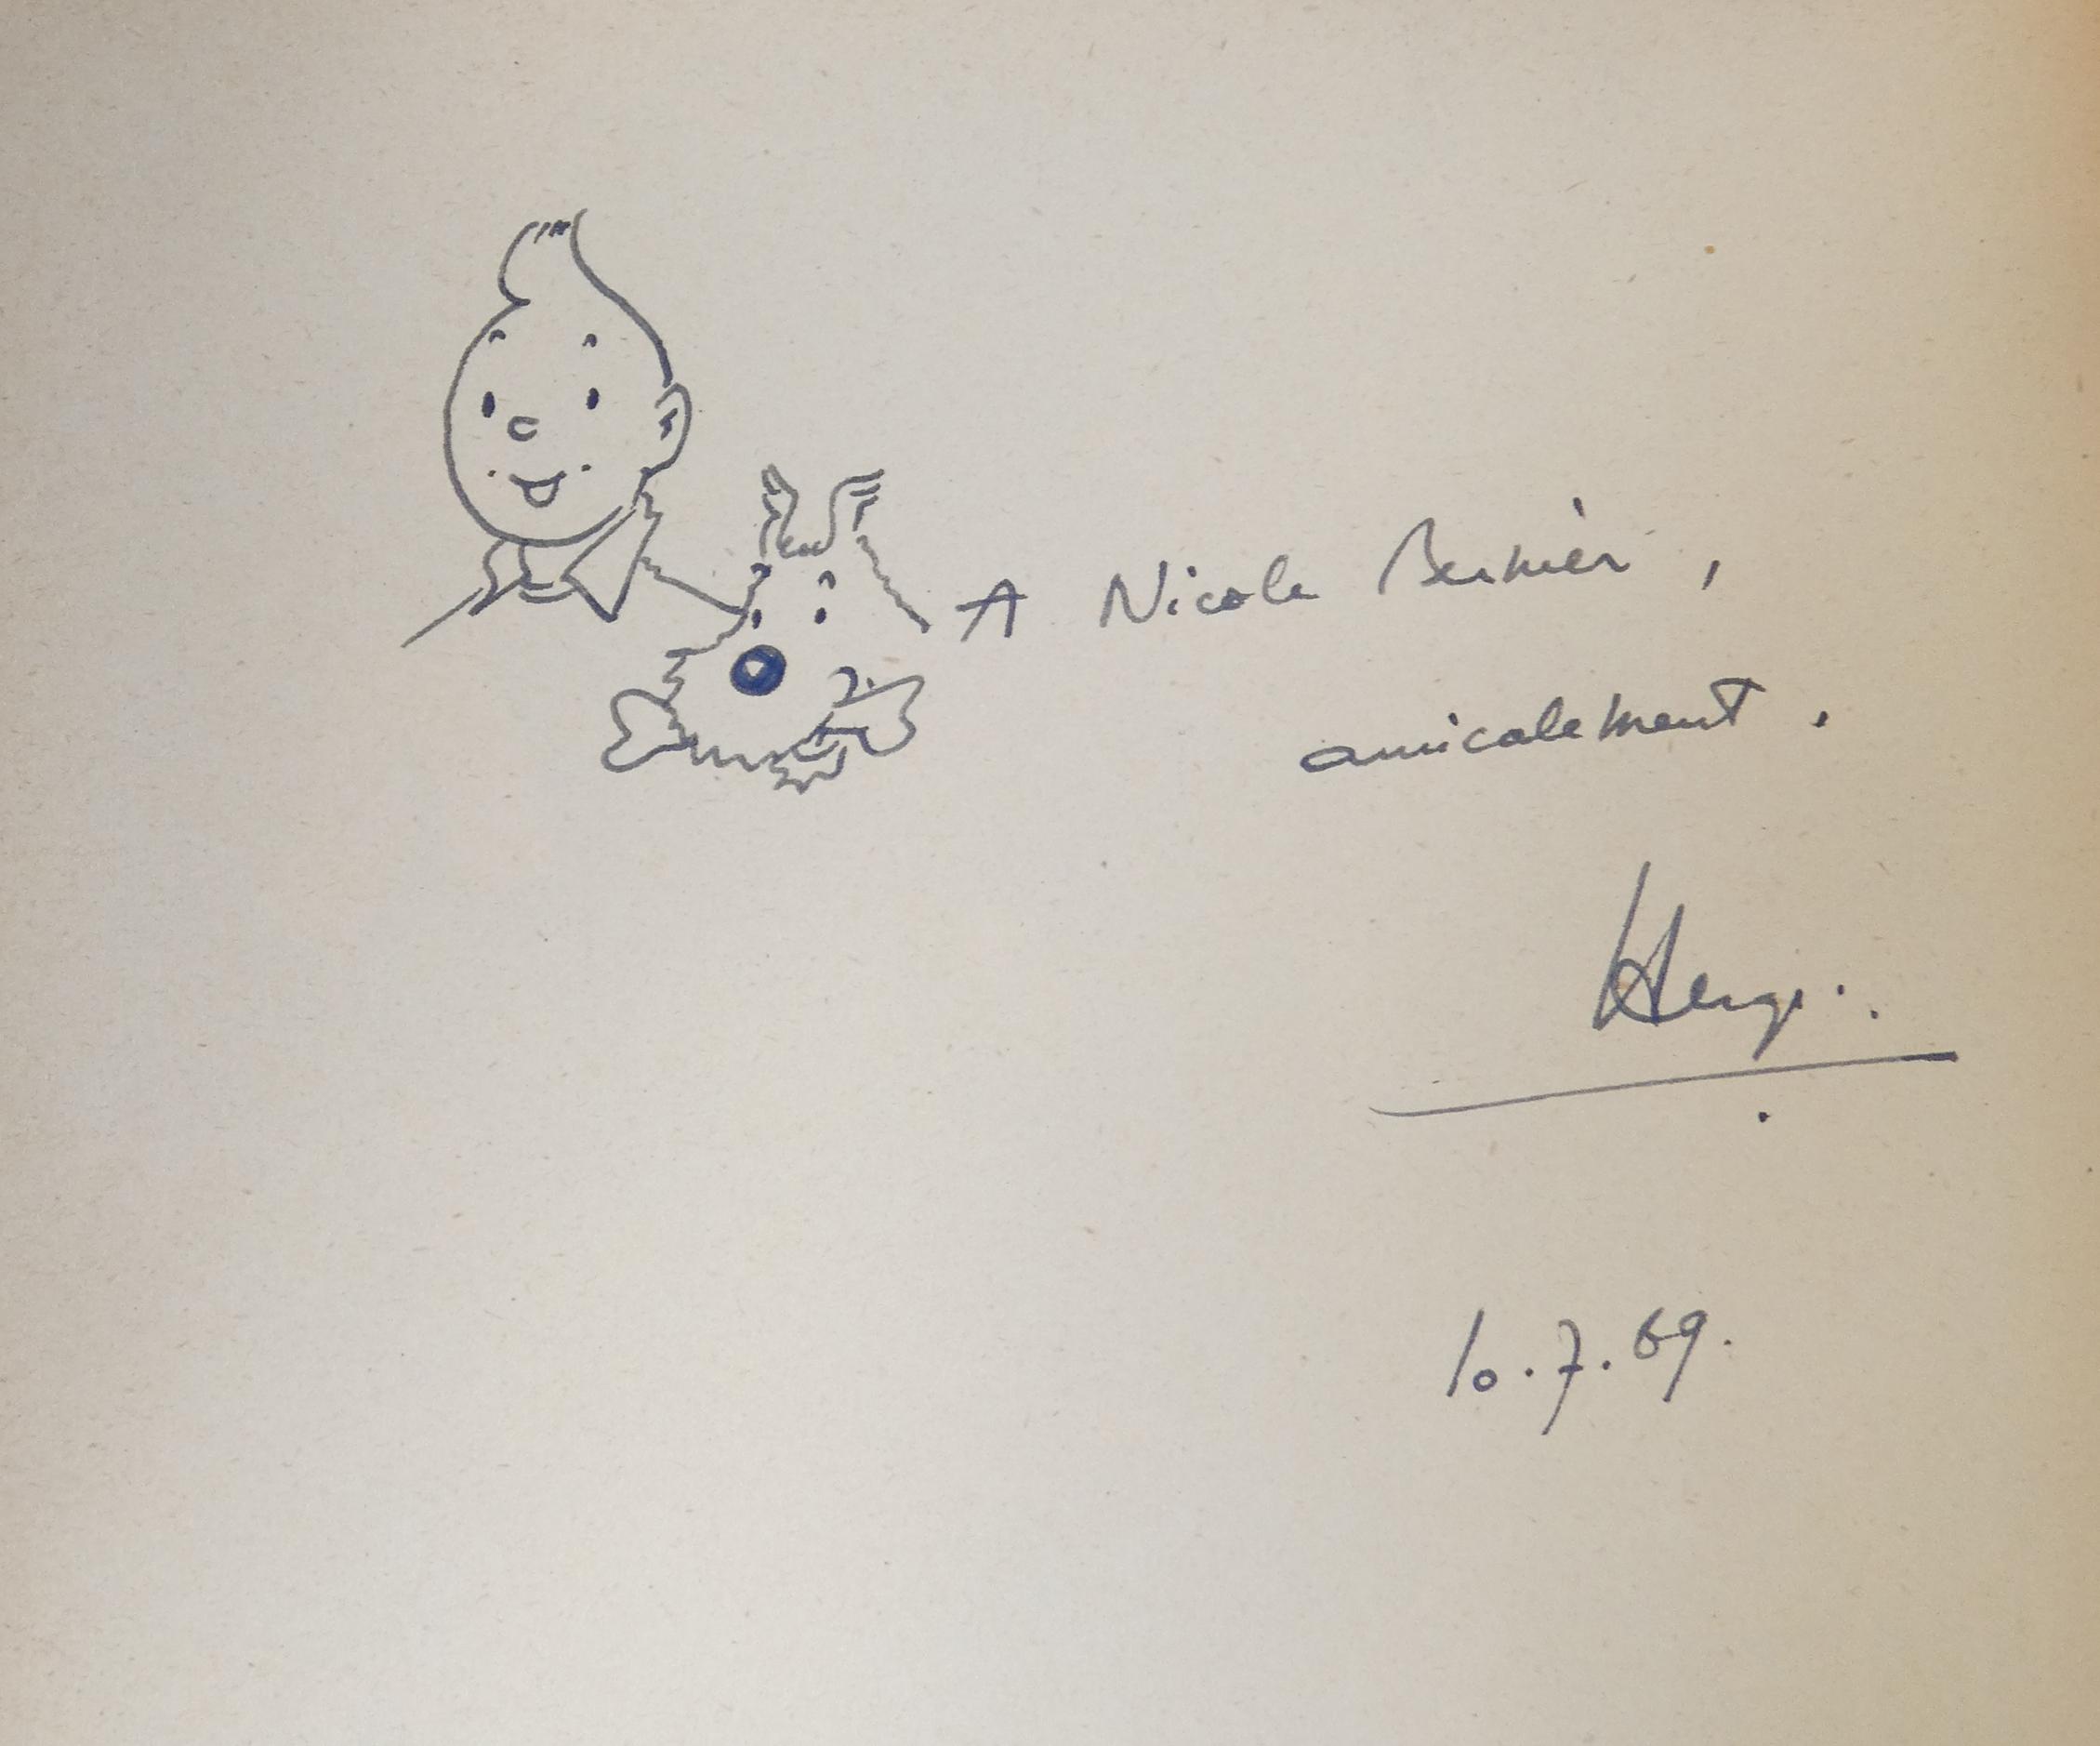 A Nicole Bernier,
amicalement.
Hergé.
10.7.69.